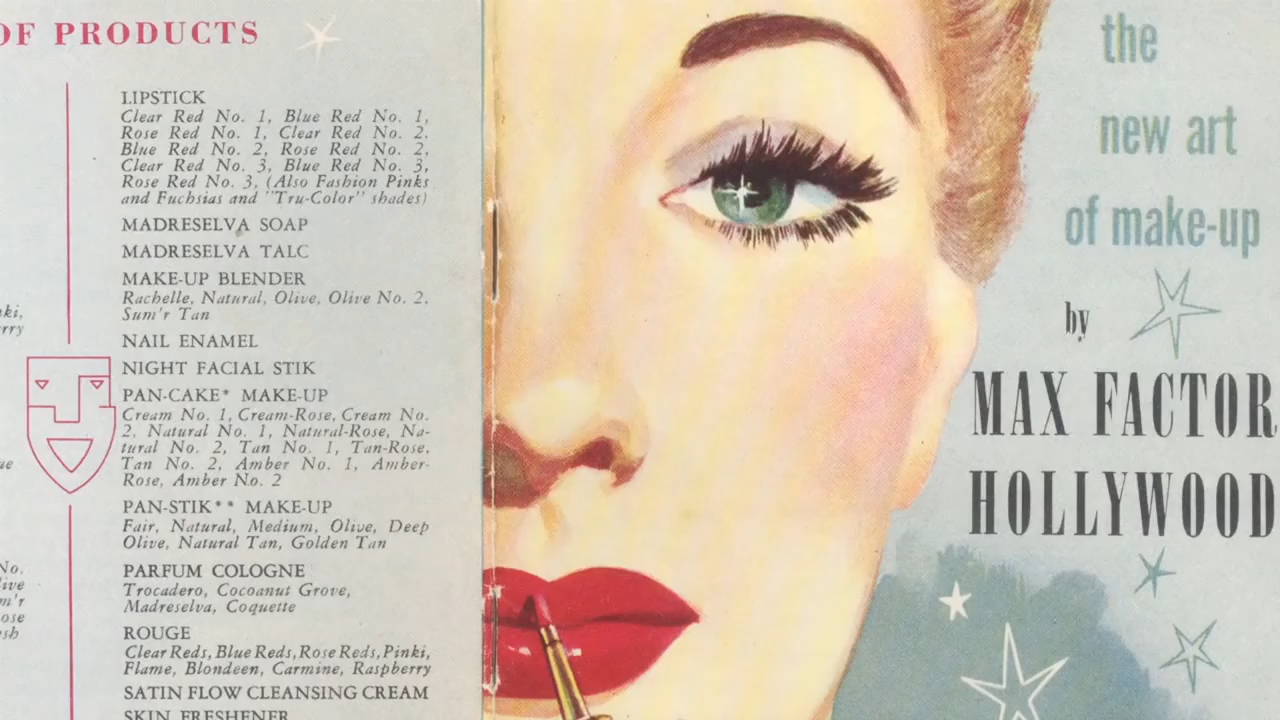 OF PRODUCTS
LIPSTICK
Clear Red No. 1, Blue Red No. 1,
Rose Red No. 1, Clear Red No. 2.
Blue Red No. 2, Rose Red No. 2,
Clear Red No. 3, Blue Red No. 3,
Rose Red No. 3, (Also Fashion Pinks
and Fuchsias and "Tru-Color" shades)
MADRESELVA SOAP
MADRESELVA TALC
MAKE-UP BLENDER
Rachelle, Natural, Olive, Olive No. 2.
Sum'r Tan
NAIL ENAMEL
NIGHT FACIAL STIK
PAN-CAKE* MAKE-UP
Cream No. 1, Cream-Rose, Cream No.
2, Natural No. 1, Natural-Rose, Na-
tural No. 2, Tan No. 1, Tan-Rose,
Tan No. 2, Amber No. 1, Amber-
Rose, Amber No. 2
PAN-STIK** MAKE-UP
Fair, Natural, Medium, Olive, Deep
Olive, Natural Tan, Golden Tan
PARFUM COLOGNE
Trocadero, Cocoanut Grove,
Madreselva, Coquette
ROUGE
Clear Reds, Blue Reds, Rose Reds, Pinki,
Flame, Blondeen, Carmine, Raspberry
SATIN FLOW CLEANSING CREAM
SKIN FRESHENER
No.
the
new art
of make-up
by
MAX FACTOR
HOLLYWOOD